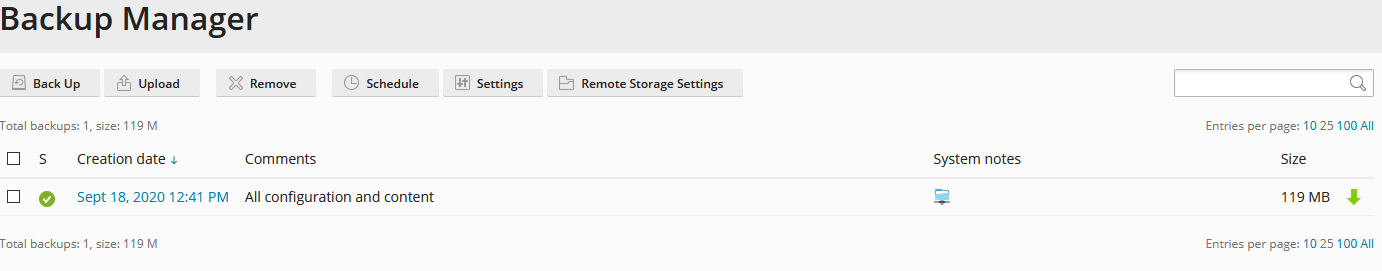 Backup Manager
Back Up Upload Remove Schedule Settings Remote Storage Settings
Total backups: 1, size: 119 M Entries per page: 10 25 100 All
S Creation date ↓ Comments System notes Size
Sept 18, 2020 12:41 PM All configuration and content 119 MB
Total backups: 1, size: 119 M Entries per page: 10 25 100 All